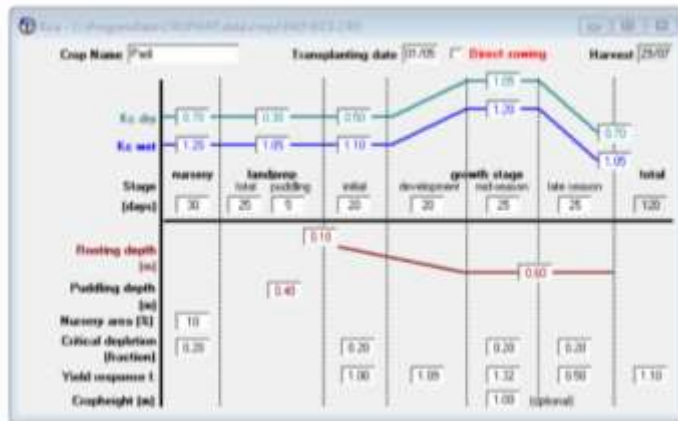 Crop Name
Transplanting date 01/05 Direct sowing Harvest
Kc dry 0.70 0.30 0.50 1.05 0.70
Kc wet 1.20 1.05 1.10 1.20 1.05
nursery landprep growth stage total
Stage total puddling initial development mid-season late season
(days) 30 25 5 20 20 25 25 120
Rooting depth 0.10
(m) 0.60
Puddling depth 0.40
(m)
Nursery area (%) 10
Critical depletion 0.20 0.20 0.20 0.20
(fraction)
Yield response f. 1.00 1.09 1.32 0.50 1.10
Cropheight (m) 1.00 (optional)